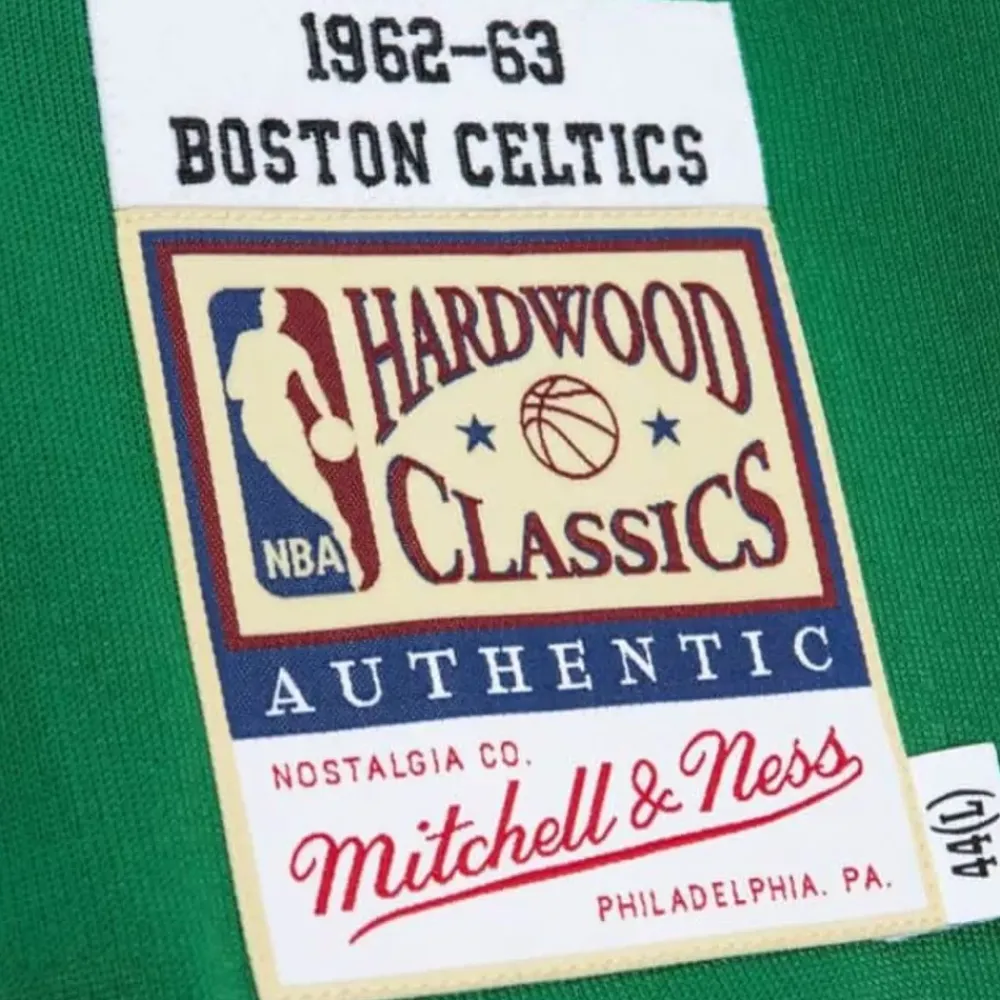 1962-63
BOSTON CELTICS
HARDWOOD
CLASSICS
NBA
AUTHENTIC
NOSTALGIA CO.
Mitchell & Ness
PHILADELPHIA. PA.
44(L)